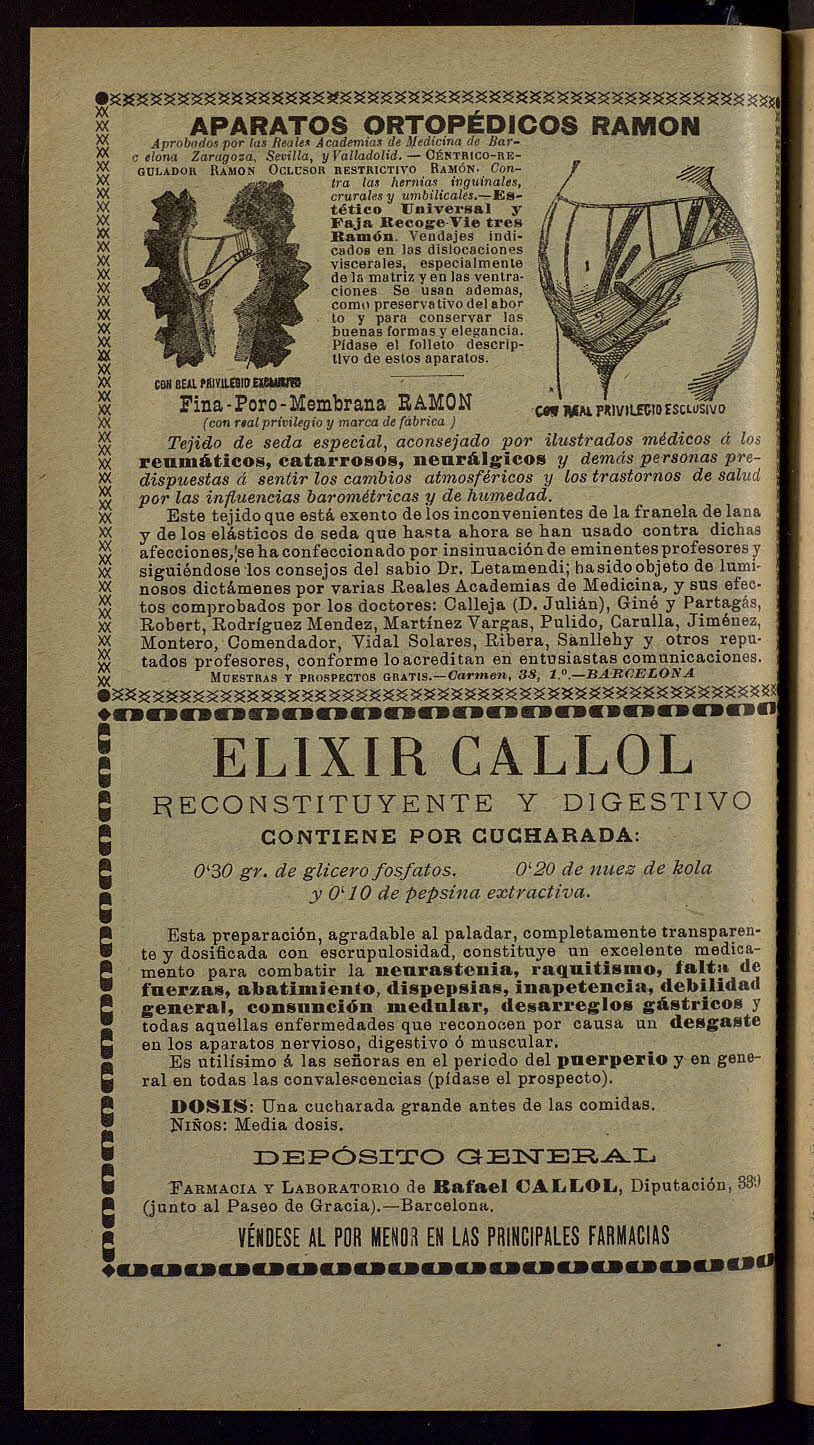 APARATOS ORTOPÉDICOS RAMON
Aprobados por las Reales Academias de Medicina de Bar-
c elona Zaragoza, Sevilla, y Valladolid. — CÉNTRICO-RE-
GULADOR RAMON OCLUSOR RESTRICTIVO RAMÓN. Con-
tra las hernias inguinales,
crurales y umbilicales.—Es-
tético Universal y
Faja Recoge-Vie tres
Ramón. Vendajes indi-
cados en las dislocaciones
viscerales, especialmente
de la matriz y en las ventra-
ciones Se usan ademas,
como preservativo del abor
to y para conservar las
buenas formas y elegancia.
Pídase el folleto descrip-
tivo de estos aparatos.
CON REAL PRIVILEGIO EXCLUSIVO
CON REAL PRIVILEGIO ESCLUSIVO
Fina-Poro-Membrana RAMON
(con real privilegio y marca de fábrica )
Tejido de seda especial, aconsejado por ilustrados médicos á los
reumáticos, catarrosos, neurálgicos y demás personas pre-
dispuestas á sentir los cambios atmosféricos y los trastornos de salud
por las influencias barométricas y de humedad.
Este tejido que está exento de los inconvenientes de la franela de lana
y de los elásticos de seda que hasta ahora se han usado contra dichas
afecciones, se ha confeccionado por insinuación de eminentes profesores y
siguiéndose los consejos del sabio Dr. Letamendi; ha sido objeto de lumi-
nosos dictámenes por varias Reales Academias de Medicina, y sus efec-
tos comprobados por los doctores: Calleja (D. Julián), Giné y Partagás,
Robert, Rodríguez Mendez, Martínez Vargas, Pulido, Carulla, Jiménez,
Montero, Comendador, Vidal Solares, Ribera, Sanllehy y otros repu-
tados profesores, conforme lo acreditan en entusiastas comunicaciones.
MUESTRAS Y PROSPECTOS GRATIS.—Carmen, 38, 1.º.—BARCELONA
ELIXIR CALLOL
RECONSTITUYENTE Y DIGESTIVO
CONTIENE POR CUCHARADA:
0‘30 gr. de glicero fosfatos. 0‘20 de nuez de kola
y 0‘10 de pepsina extractiva.
Esta preparación, agradable al paladar, completamente transparen-
te y dosificada con escrupulosidad, constituye un excelente medica-
mento para combatir la neurastenia, raquitismo, falta de
fuerzas, abatimiento, dispepsias, inapetencia, debilidad
general, consunción medular, desarreglos gástricos y
todas aquellas enfermedades que reconocen por causa un desgaste
en los aparatos nervioso, digestivo ó muscular.
Es utilísimo á las señoras en el período del puerperio y en gene-
ral en todas las convalescencias (pídase el prospecto).
DOSIS: Una cucharada grande antes de las comidas.
NIÑOS: Media dosis.
DEPÓSITO GENERAL
FARMACIA Y LABORATORIO de Rafael CALLOL, Diputación, 339
(junto al Paseo de Gracia).—Barcelona.
VÉNDESE AL POR MENOR EN LAS PRINCIPALES FARMACIAS